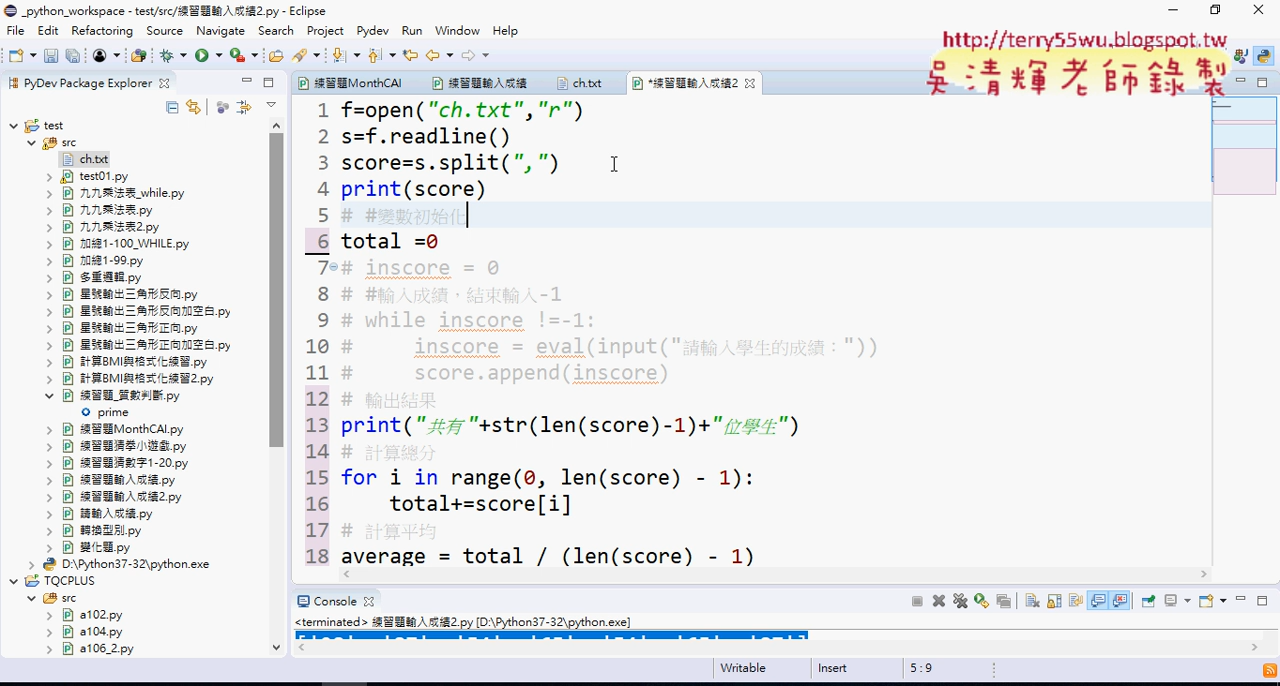 _python_workspace - test/src/練習題輸入成績2.py - Eclipse
File Edit Refactoring Source Navigate Search Project Pydev Run Window Help
http://terry55wu.blogspot.tw
吳清輝老師錄製
PyDev Package Explorer
練習題MonthCAI 練習題輸入成績 ch.txt *練習題輸入成績2
test
src
ch.txt
test01.py
九九乘法表_while.py
九九乘法表.py
九九乘法表2.py
加總1-100_WHILE.py
加總1-99.py
多重邏輯.py
星號輸出三角形反向.py
星號輸出三角形反向加空白.py
星號輸出三角形正向.py
星號輸出三角形正向加空白.py
計算BMI與格式化練習.py
計算BMI與格式化練習2.py
練習題_質數判斷.py
prime
練習題MonthCAI.py
練習題猜拳小遊戲.py
練習題猜數字1-20.py
練習題輸入成績.py
練習題輸入成績2.py
請輸入成績.py
轉換型別.py
變化題.py
D:\Python37-32\python.exe
TQCPLUS
src
a102.py
a104.py
a106_2.py
1 f=open("ch.txt","r")
2 s=f.readline()
3 score=s.split(",")
4 print(score)
5 # #變數初始化
6 total =0
7 # inscore = 0
8 # #輸入成績，結束輸入-1
9 # while inscore !=-1:
10 #     inscore = eval(input("請輸入學生的成績："))
11 #     score.append(inscore)
12 # 輸出結果
13 print("共有"+str(len(score)-1)+"位學生")
14 # 計算總分
15 for i in range(0, len(score) - 1):
16     total+=score[i]
17 # 計算平均
18 average = total / (len(score) - 1)
Console
<terminated> 練習題輸入成績2.py [D:\Python37-32\python.exe]
Writable Insert 5 : 9